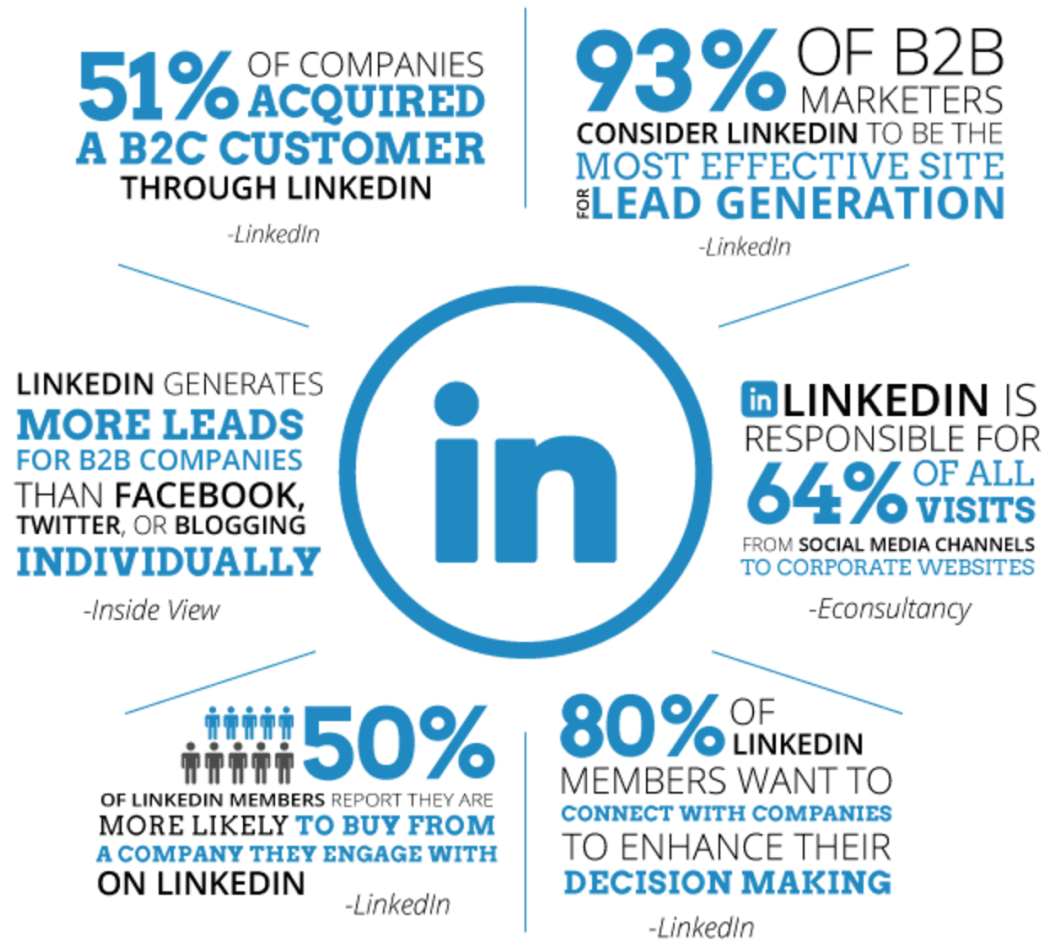 51% OF COMPANIES
ACQUIRED
A B2C CUSTOMER
THROUGH LINKEDIN
-LinkedIn
93% OF B2B
MARKETERS
CONSIDER LINKEDIN TO BE THE
MOST EFFECTIVE SITE
FOR LEAD GENERATION
-LinkedIn
LINKEDIN GENERATES
MORE LEADS
FOR B2B COMPANIES
THAN FACEBOOK,
TWITTER, OR BLOGGING
INDIVIDUALLY
-Inside View
in
in LINKEDIN IS
RESPONSIBLE FOR
64% OF ALL
VISITS
FROM SOCIAL MEDIA CHANNELS
TO CORPORATE WEBSITES
-Econsultancy
50%
OF LINKEDIN MEMBERS REPORT THEY ARE
MORE LIKELY TO BUY FROM
A COMPANY THEY ENGAGE WITH
ON LINKEDIN
-LinkedIn
80% OF
LINKEDIN
MEMBERS WANT TO
CONNECT WITH COMPANIES
TO ENHANCE THEIR
DECISION MAKING
-LinkedIn